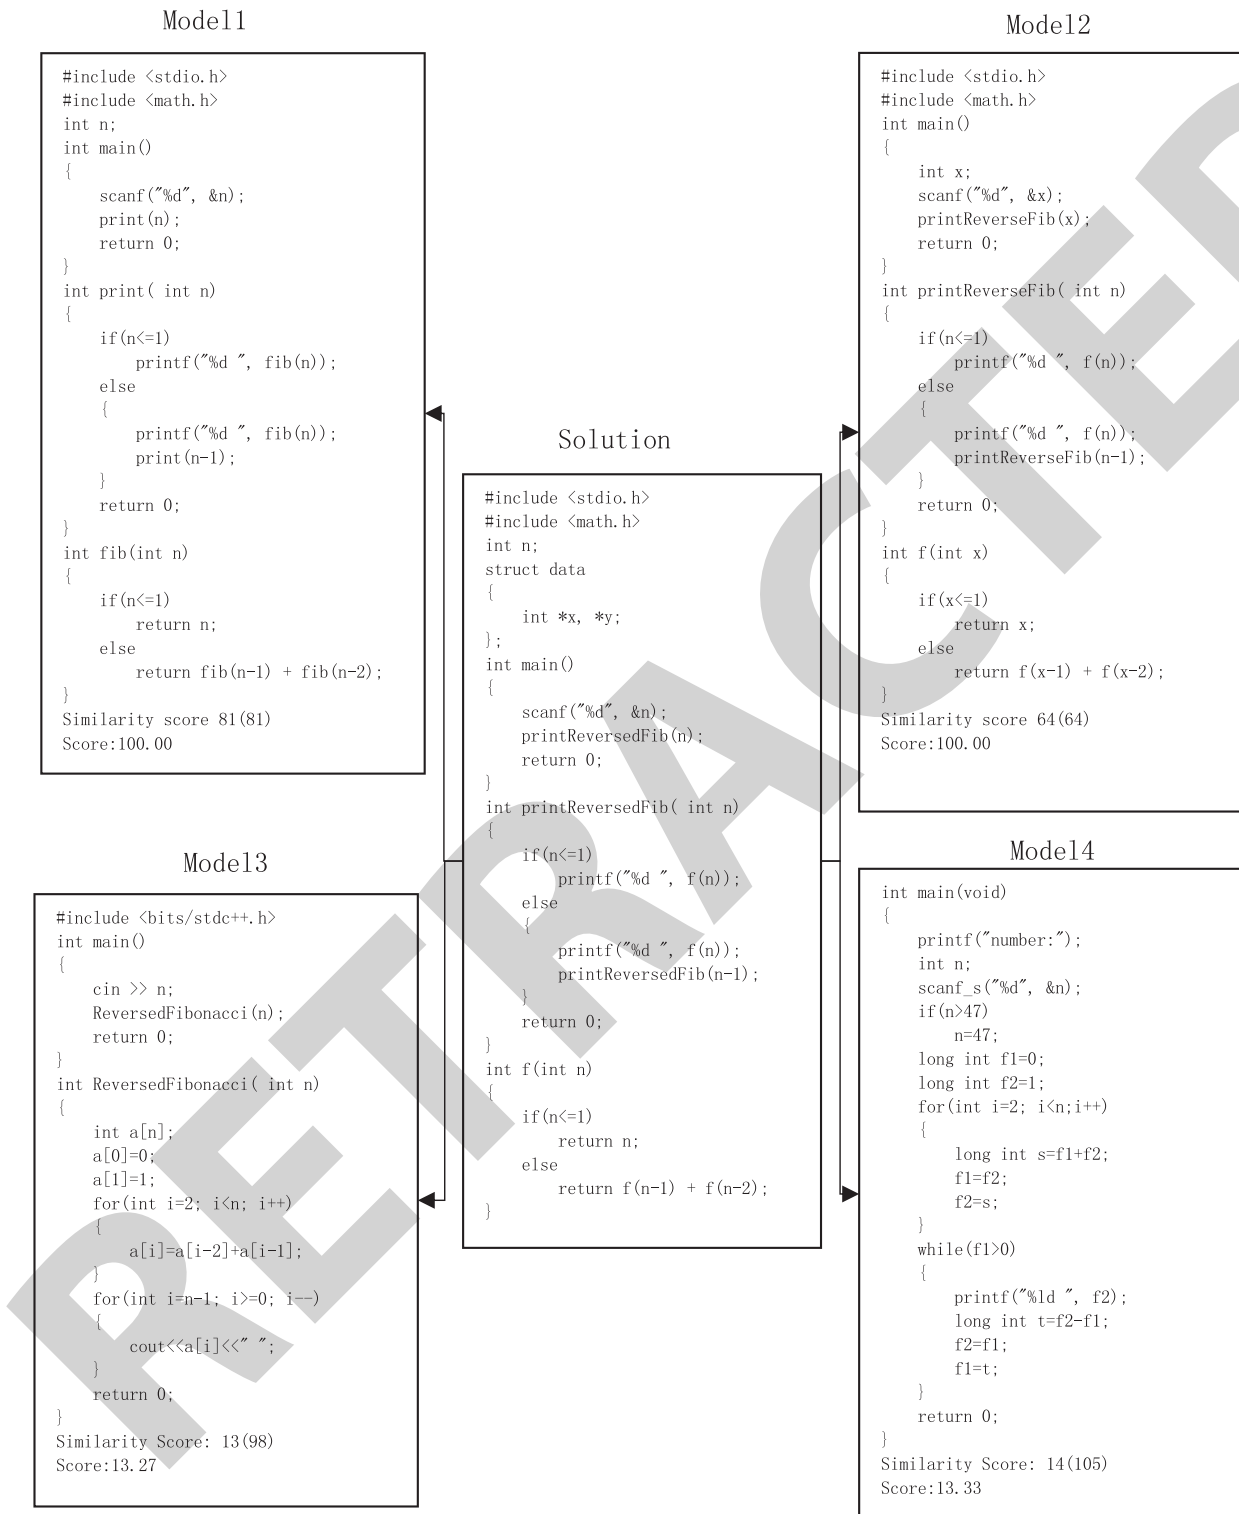 Model1
#include <stdio.h>
#include <math.h>
int n;
int main()
{
    scanf("%d", &n);
    print(n);
    return 0;
}
int print( int n)
{
    if(n<=1)
        printf("%d ", fib(n));
    else
    {
        printf("%d ", fib(n));
        print(n-1);
    }
    return 0;
}
int fib(int n)
{
    if(n<=1)
        return n;
    else
        return fib(n-1) + fib(n-2);
}
Similarity score 81(81)
Score:100.00
Model2
#include <stdio.h>
#include <math.h>
int main()
{
    int x;
    scanf("%d", &x);
    printReverseFib(x);
    return 0;
}
int printReverseFib( int n)
{
    if(n<=1)
        printf("%d ", f(n));
    else
    {
        printf("%d ", f(n));
        printReverseFib(n-1);
    }
    return 0;
}
int f(int x)
{
    if(x<=1)
        return x;
    else
        return f(x-1) + f(x-2);
}
Similarity score 64(64)
Score:100.00
Solution
#include <stdio.h>
#include <math.h>
int n;
struct data
{
    int *x, *y;
};
int main()
{
    scanf("%d", &n);
    printReversedFib(n);
    return 0;
}
int printReversedFib( int n)
{
    if(n<=1)
        printf("%d ", f(n));
    else
    {
        printf("%d ", f(n));
        printReversedFib(n-1);
    }
    return 0;
}
int f(int n)
{
    if(n<=1)
        return n;
    else
        return f(n-1) + f(n-2);
}
Model3
#include <bits/stdc++.h>
int main()
{
    cin >> n;
    ReversedFibonacci(n);
    return 0;
}
int ReversedFibonacci( int n)
{
    int a[n];
    a[0]=0;
    a[1]=1;
    for(int i=2; i<n; i++)
    {
        a[i]=a[i-2]+a[i-1];
    }
    for(int i=n-1; i>=0; i--)
    {
        cout<<a[i]<<" ";
    }
    return 0;
}
Similarity Score: 13(98)
Score:13.27
Model4
int main(void)
{
    printf("number:");
    int n;
    scanf_s("%d", &n);
    if(n>47)
        n=47;
    long int f1=0;
    long int f2=1;
    for(int i=2; i<n;i++)
    {
        long int s=f1+f2;
        f1=f2;
        f2=s;
    }
    while(f1>0)
    {
        printf("%ld ", f2);
        long int t=f2-f1;
        f2=f1;
        f1=t;
    }
    return 0;
}
Similarity Score: 14(105)
Score:13.33
RETRACTED